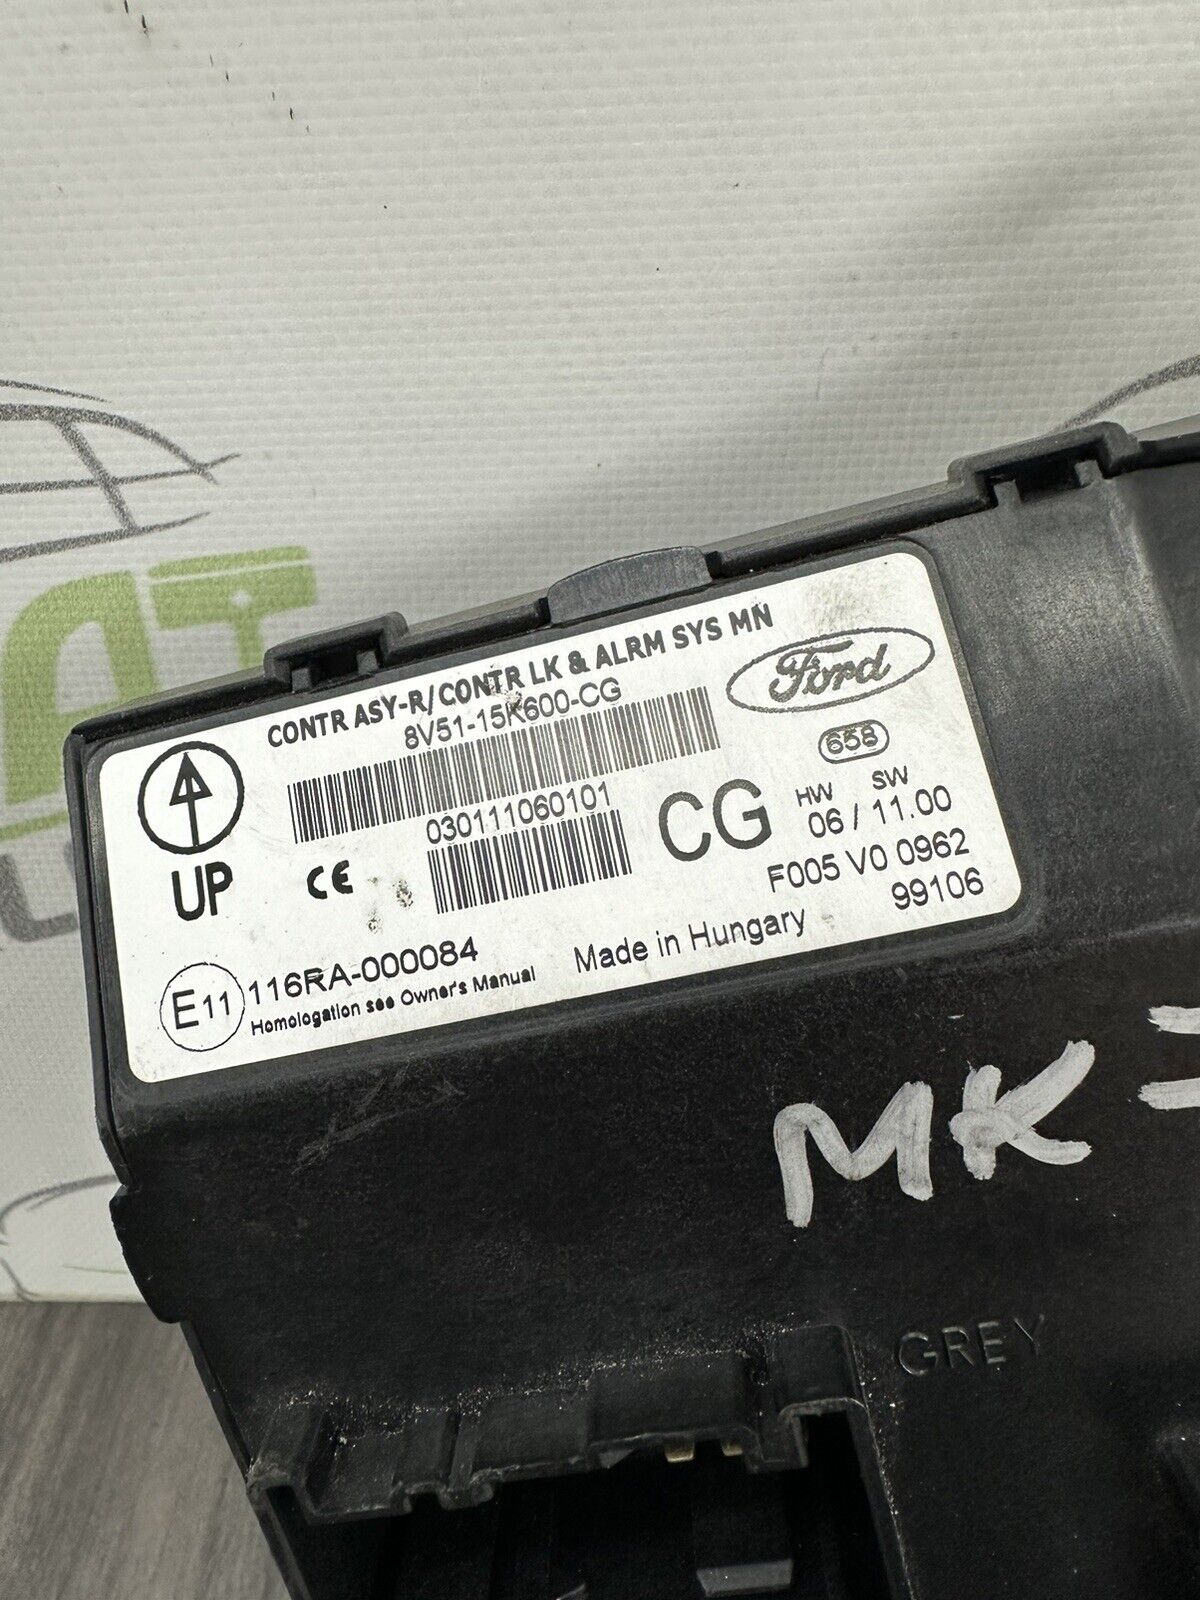 CONTR ASY-R/CONTR LK & ALRM SYS MN
8V51-15K600-CG
Ford
658
030111060101
CG
HW SW
06 / 11.00
F005 V0 0962
99106
UP
CE
E11 116RA-000084
Homologation see Owner's Manual
Made in Hungary
MK-
GREY